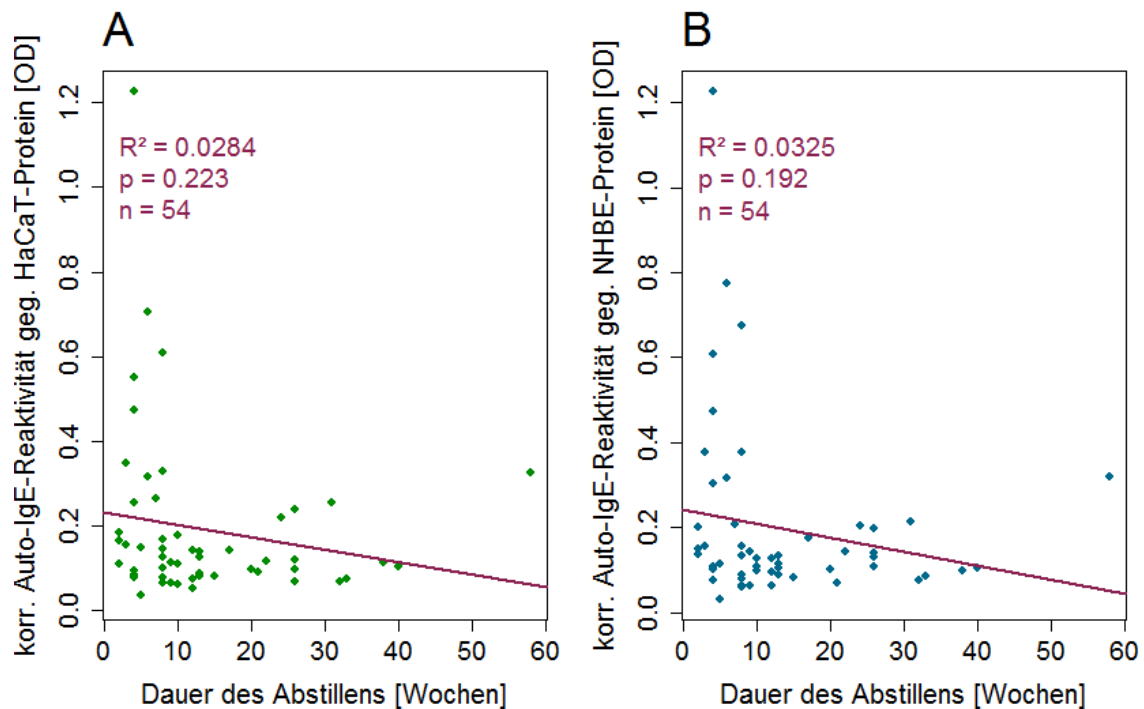 A
korr. Auto-IgE-Reaktivität geg. HaCaT-Protein [OD]
1.2
1.0
0.8
0.6
0.4
0.2
0.0
R² = 0.0284
p = 0.223
n = 54
0 10 20 30 40 50 60
Dauer des Abstillens [Wochen]
B
korr. Auto-IgE-Reaktivität geg. NHBE-Protein [OD]
1.2
1.0
0.8
0.6
0.4
0.2
0.0
R² = 0.0325
p = 0.192
n = 54
0 10 20 30 40 50 60
Dauer des Abstillens [Wochen]